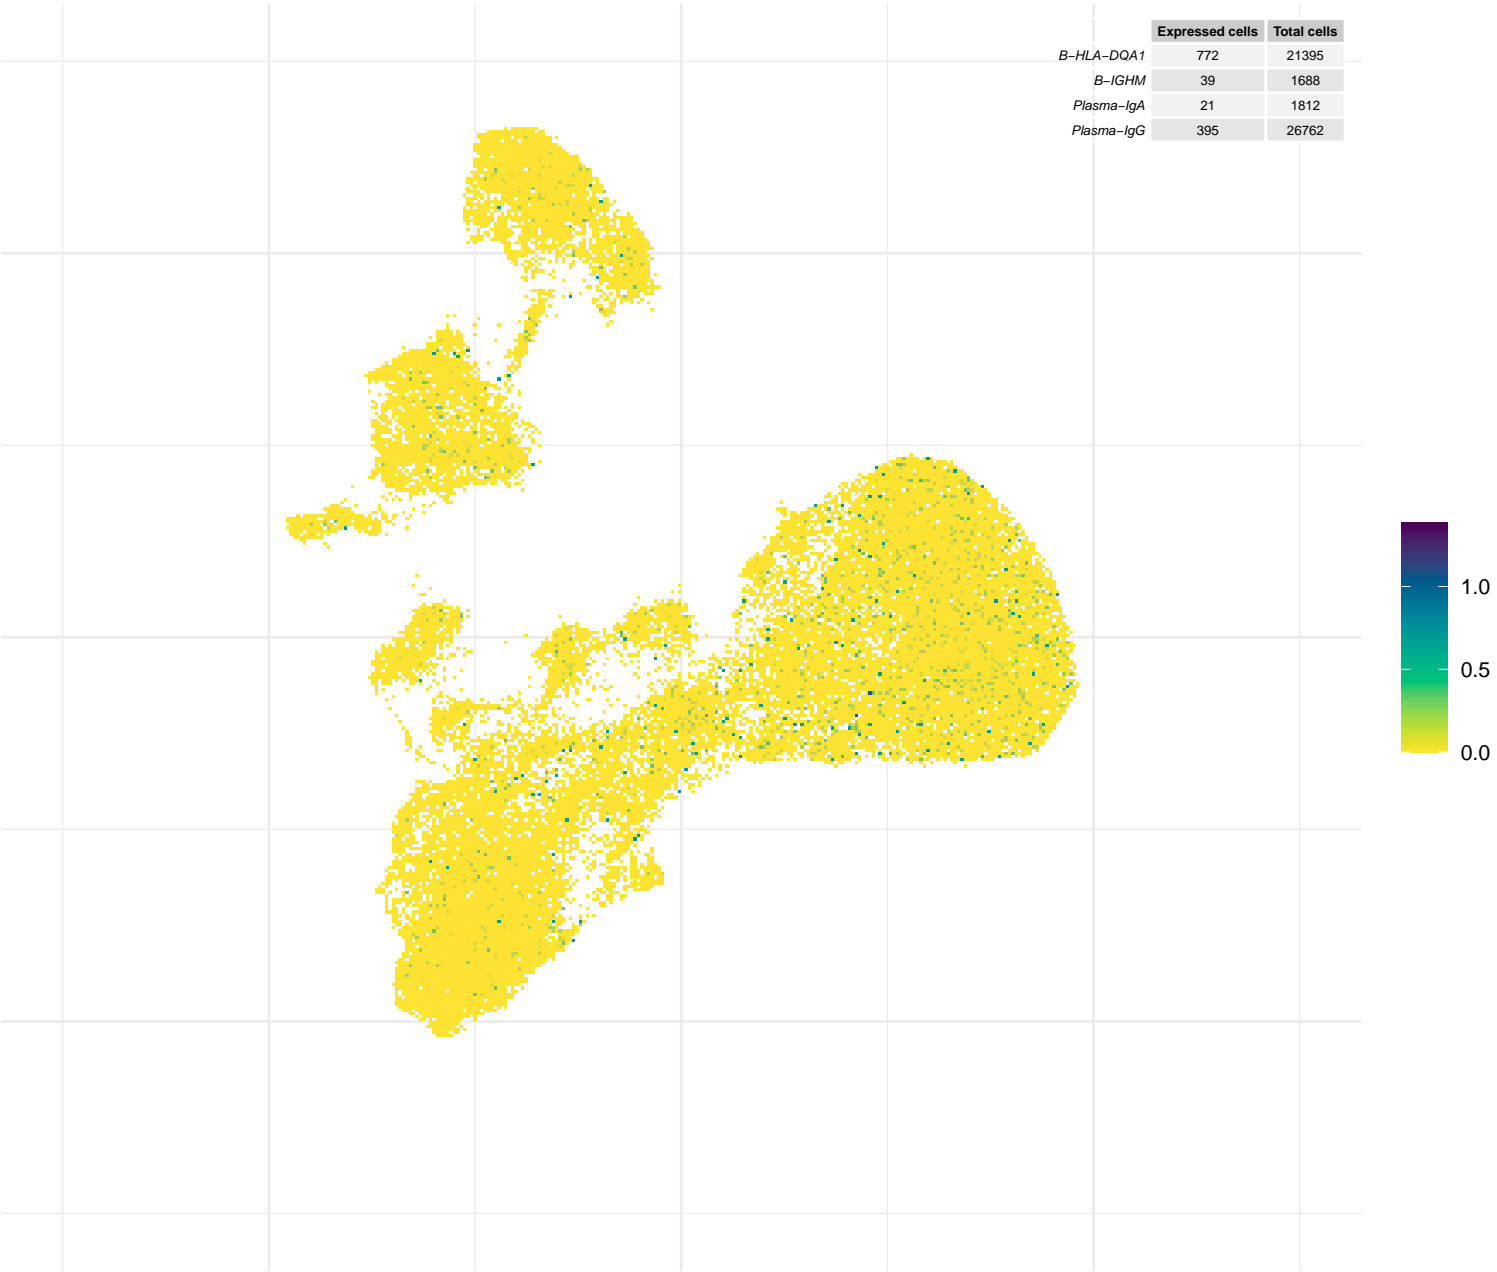 Expressed cells Total cells
B−HLA−DQA1 772 21395
B−IGHM 39 1688
Plasma−IgA 21 1812
Plasma−IgG 395 26762
1.0
0.5
0.0